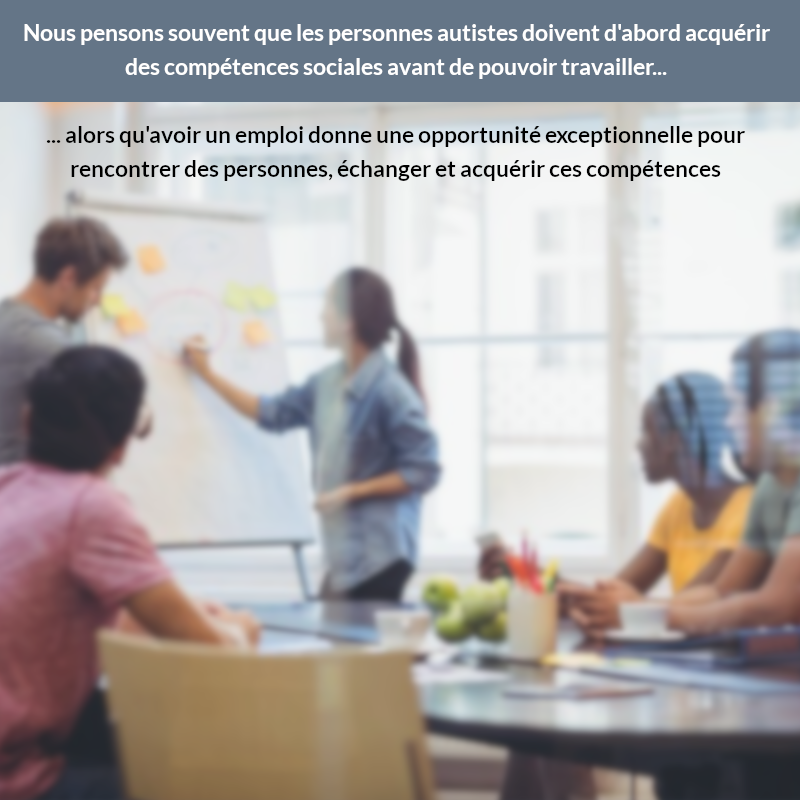 Nous pensons souvent que les personnes autistes doivent d'abord acquérir
des compétences sociales avant de pouvoir travailler...
... alors qu'avoir un emploi donne une opportunité exceptionnelle pour
rencontrer des personnes, échanger et acquérir ces compétences